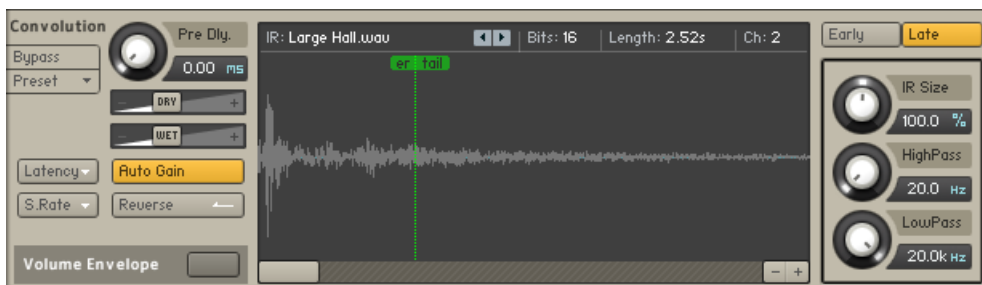 Convolution
Pre Dly.
0.00 ms
Bypass
Preset
DRY
WET
Latency
Auto Gain
S.Rate
Reverse
Volume Envelope
IR: Large Hall.wav
Bits: 16
Length: 2.52s
Ch: 2
er tail
Early
Late
IR Size
100.0 %
HighPass
20.0 Hz
LowPass
20.0k Hz